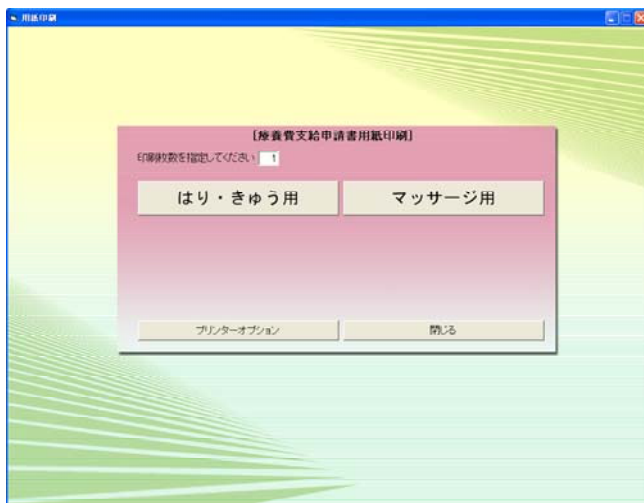 用紙印刷
[療養費支給申請書用紙印刷]
印刷枚数を指定してください 1
はり・きゅう用 マッサージ用
プリンターオプション 閉じる